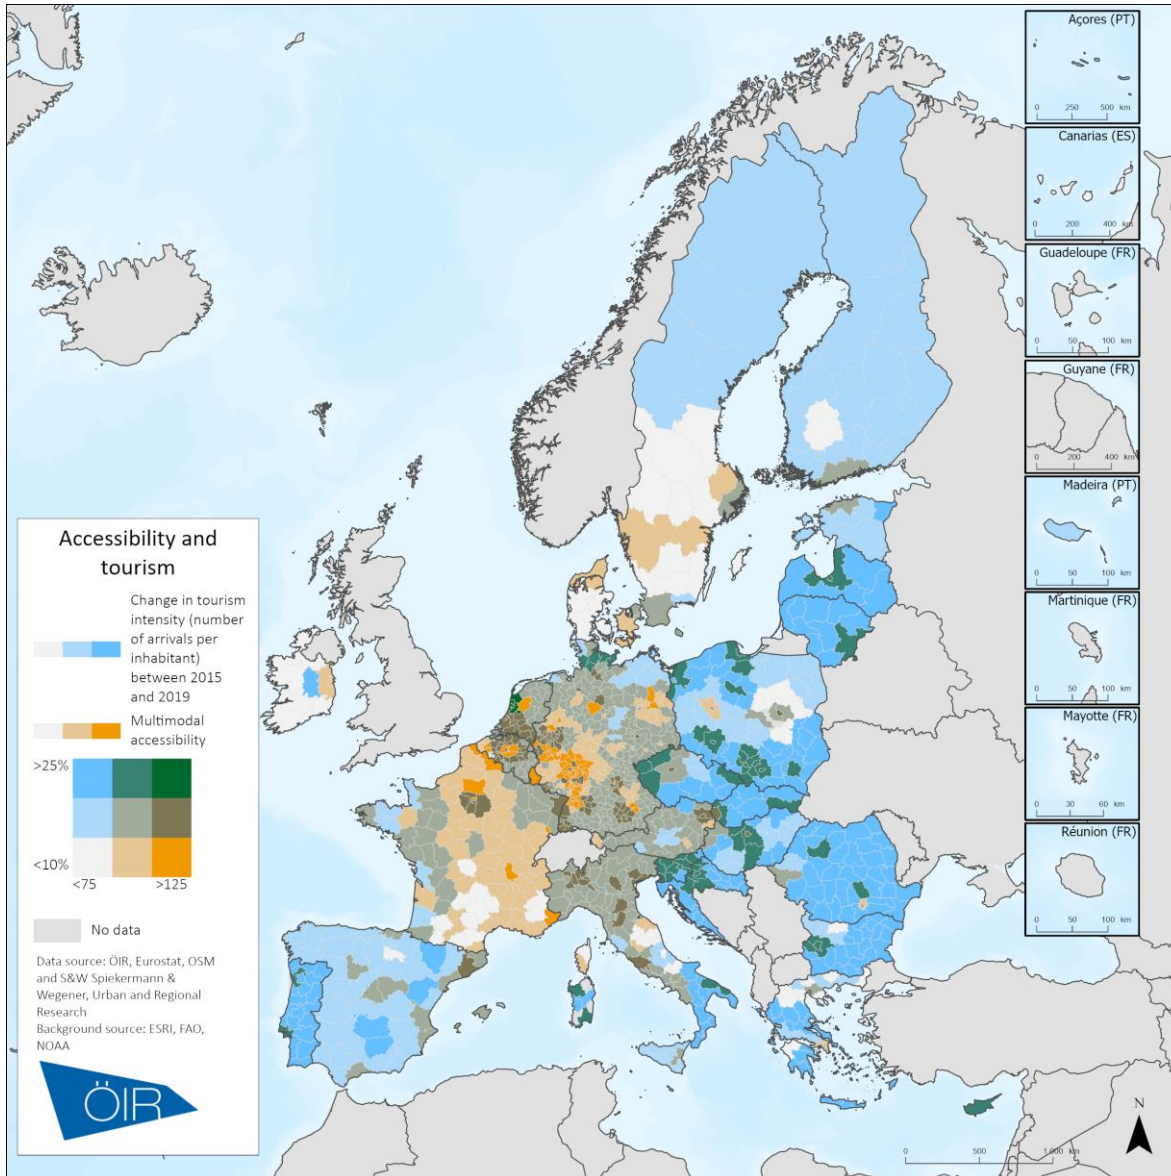 Accessibility and
tourism
Change in tourism
intensity (number
of arrivals per
inhabitant)
between 2015
and 2019
Multimodal
accessibility
>25%
<10%
<75
>125
No data
Data source: ÖIR, Eurostat, OSM
and S&W Spiekermann &
Wegener, Urban and Regional
Research
Background source: ESRI, FAO,
NOAA
ÖIR
Açores (PT)
0 250 500 km
Canarias (ES)
0 200 400 km
Guadeloupe (FR)
0 50 100 km
Guyane (FR)
0 200 400 km
Madeira (PT)
0 50 100 km
Martinique (FR)
0 50 100 km
Mayotte (FR)
0 30 60 km
Réunion (FR)
0 50 100 km
N
0 500 1 000 km